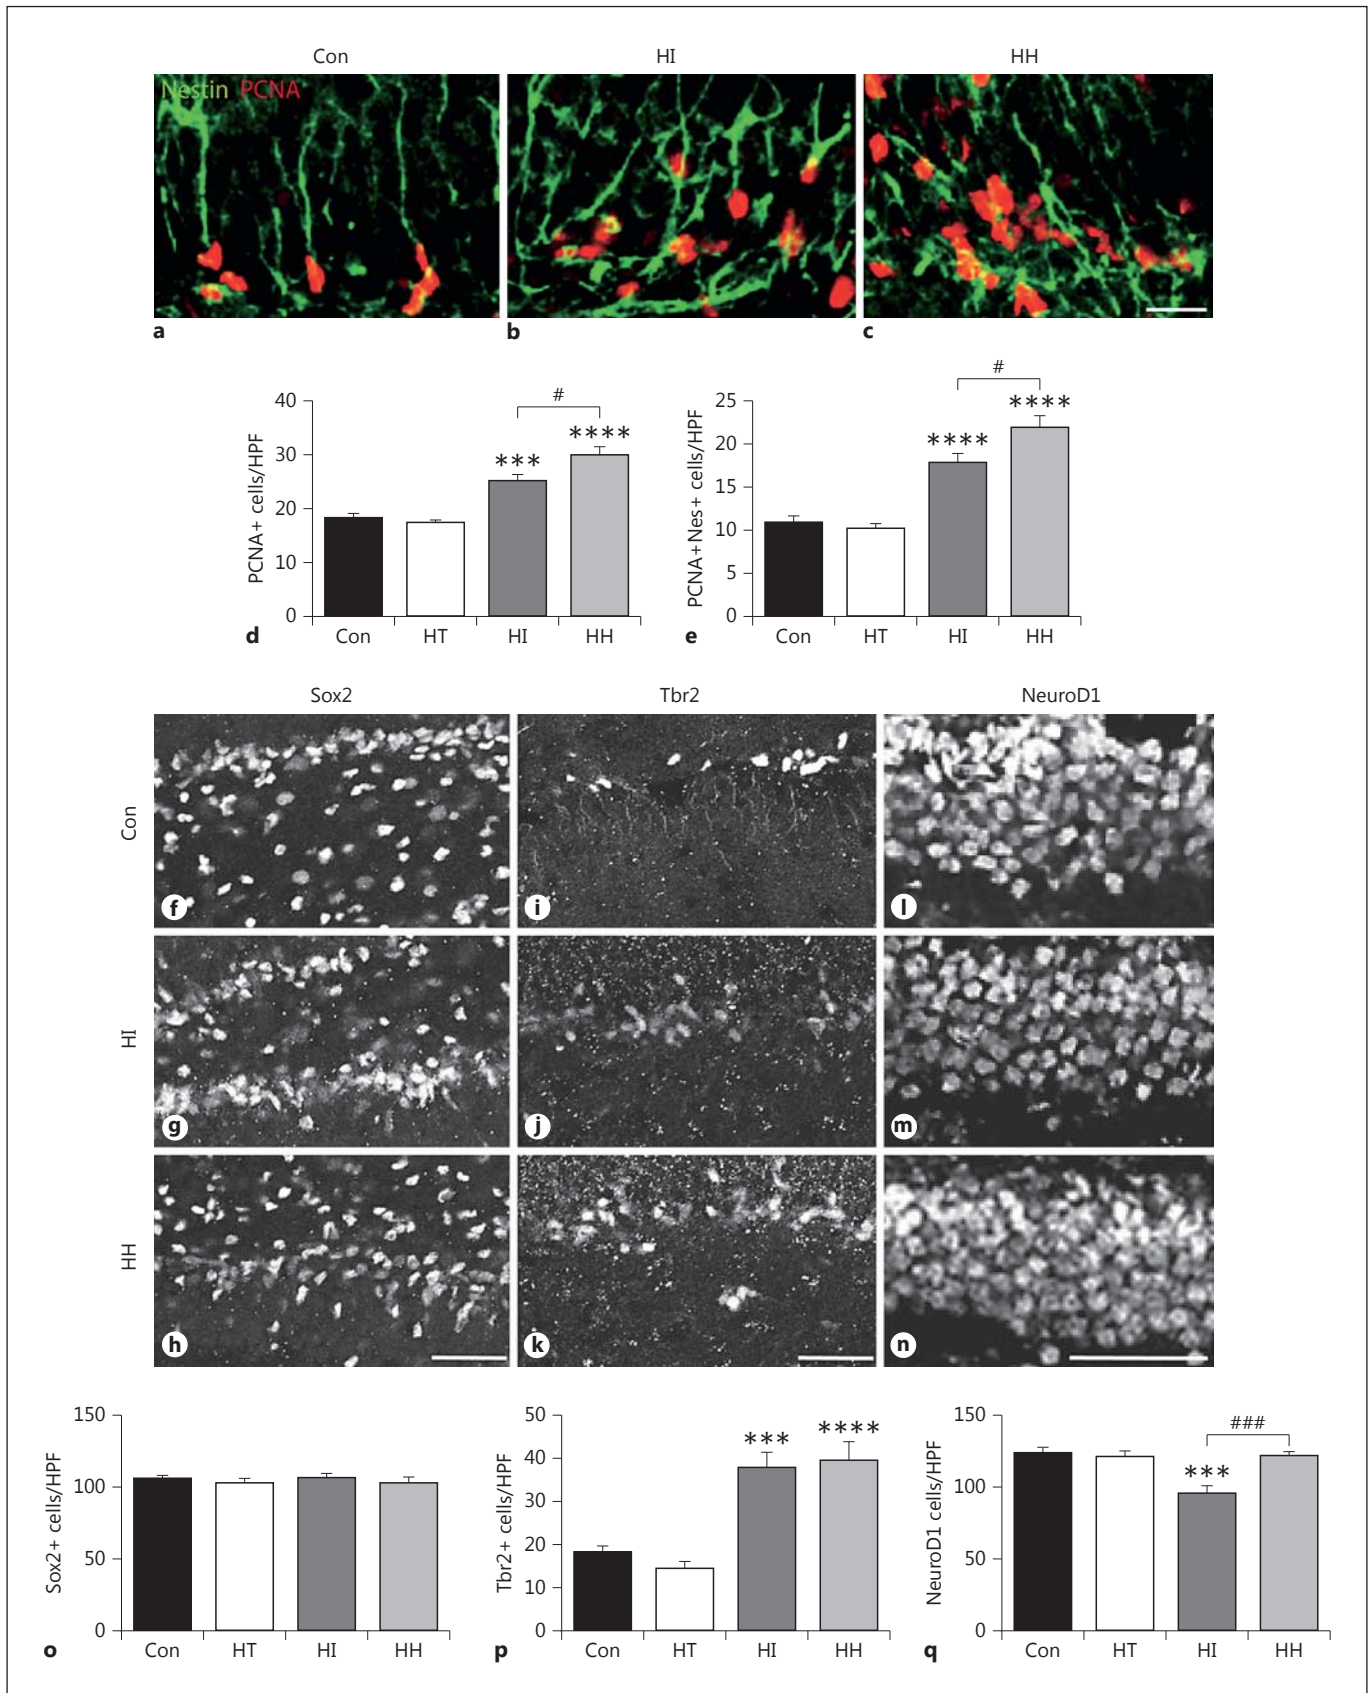 Con HI HH
Nestin PCNA
a b c
# #
40 25
**** ****
*** ****
30 20
20 15
10 10
0 5
0
PCNA+ cells/HPF
PCNA+Nes+ cells/HPF
d Con HT HI HH
e Con HT HI HH
Sox2 Tbr2 NeuroD1
Con
f i l
HI
g j m
HH
h k n
150 50 150
100 40 100
50 30 50
0 20 0
10
0
*** ****
###
***
Sox2+ cells/HPF
Tbr2+ cells/HPF
NeuroD1 cells/HPF
o Con HT HI HH
p Con HT HI HH
q Con HT HI HH